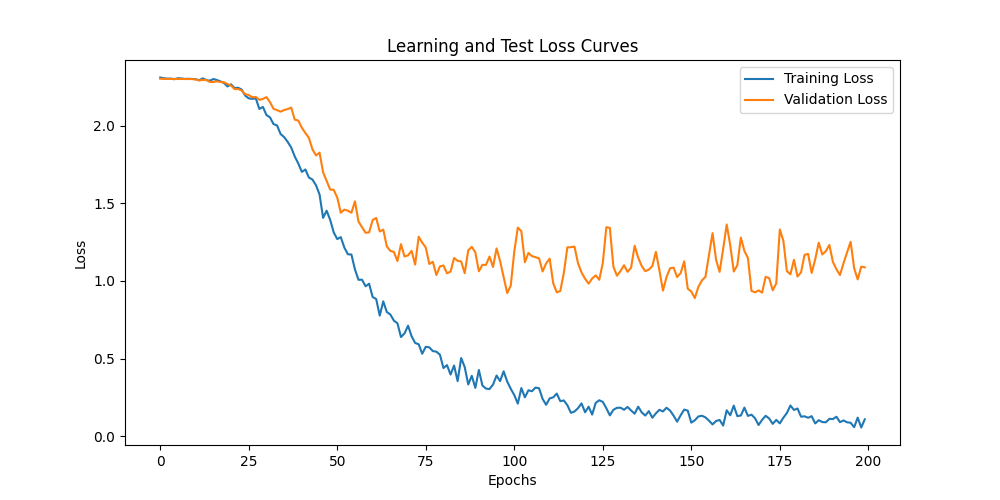 Learning and Test Loss Curves
Training Loss
Validation Loss
2.0
1.5
1.0
0.5
0.0
Loss
0 25 50 75 100 125 150 175 200
Epochs